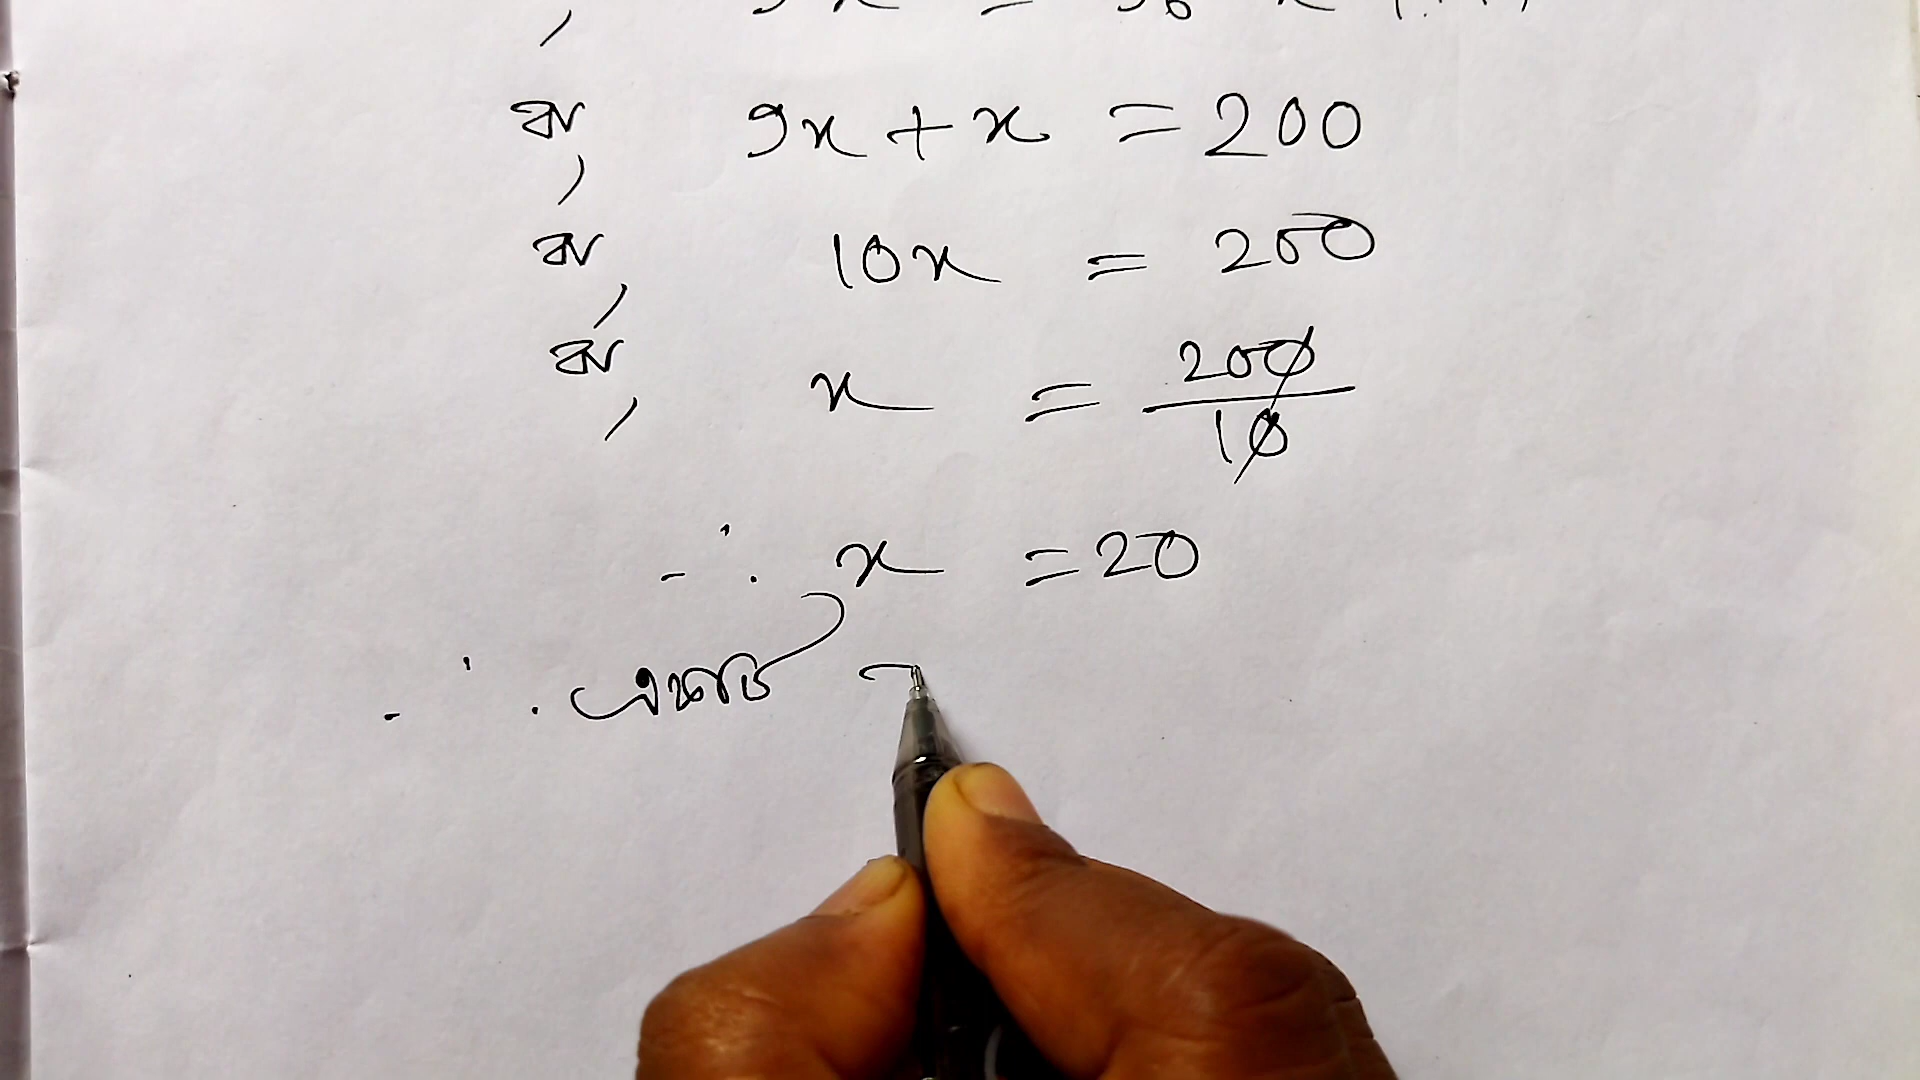 বা, 9x + x = 200
বা, 10x = 200
বা, x = 200/10
∴ x = 20
∴ একটি